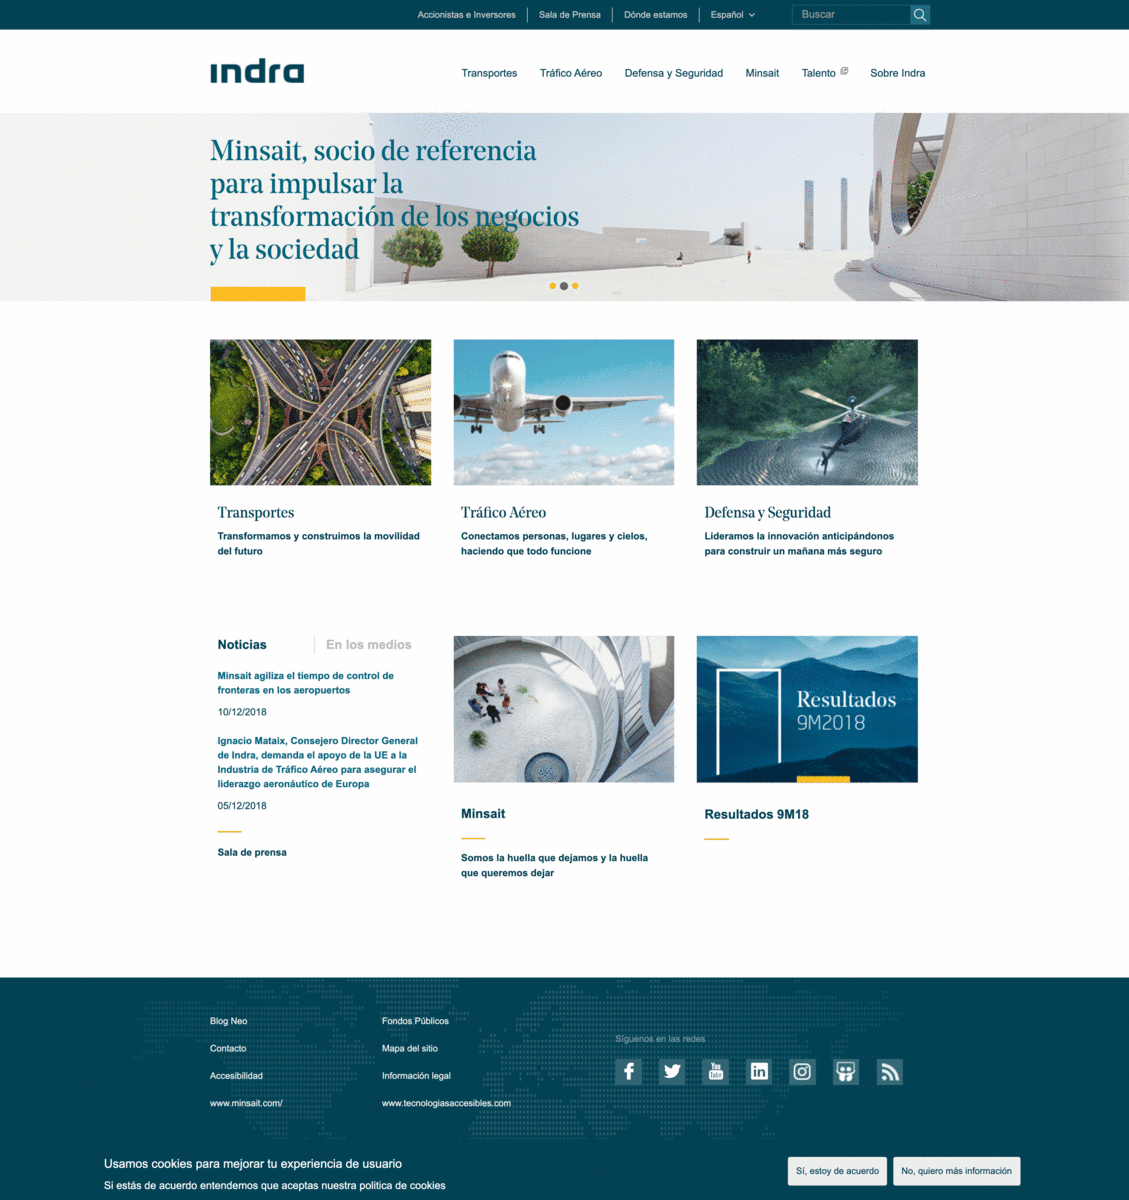 Accionistas e Inversores
Sala de Prensa
Dónde estamos
Español
Buscar
indra
Transportes
Tráfico Aéreo
Defensa y Seguridad
Minsait
Talento
Sobre Indra
Minsait, socio de referencia
para impulsar la
transformación de los negocios
y la sociedad
Transportes
Transformamos y construimos la movilidad
del futuro
Tráfico Aéreo
Conectamos personas, lugares y cielos,
haciendo que todo funcione
Defensa y Seguridad
Lideramos la innovación anticipándonos
para construir un mañana más seguro
Noticias
En los medios
Minsait agiliza el tiempo de control de
fronteras en los aeropuertos
10/12/2018
Ignacio Mataix, Consejero Director General
de Indra, demanda el apoyo de la UE a la
Industria de Tráfico Aéreo para asegurar el
liderazgo aeronáutico de Europa
05/12/2018
Sala de prensa
Minsait
Somos la huella que dejamos y la huella
que queremos dejar
Resultados
9M2018
Resultados 9M18
Blog Neo
Contacto
Accesibilidad
www.minsait.com/
Fondos Públicos
Mapa del sitio
Información legal
www.tecnologiasaccesibles.com
Síguenos en las redes
You
Tube
Usamos cookies para mejorar tu experiencia de usuario
Si estás de acuerdo entendemos que aceptas nuestra politica de cookies
Sí, estoy de acuerdo
No, quiero más información